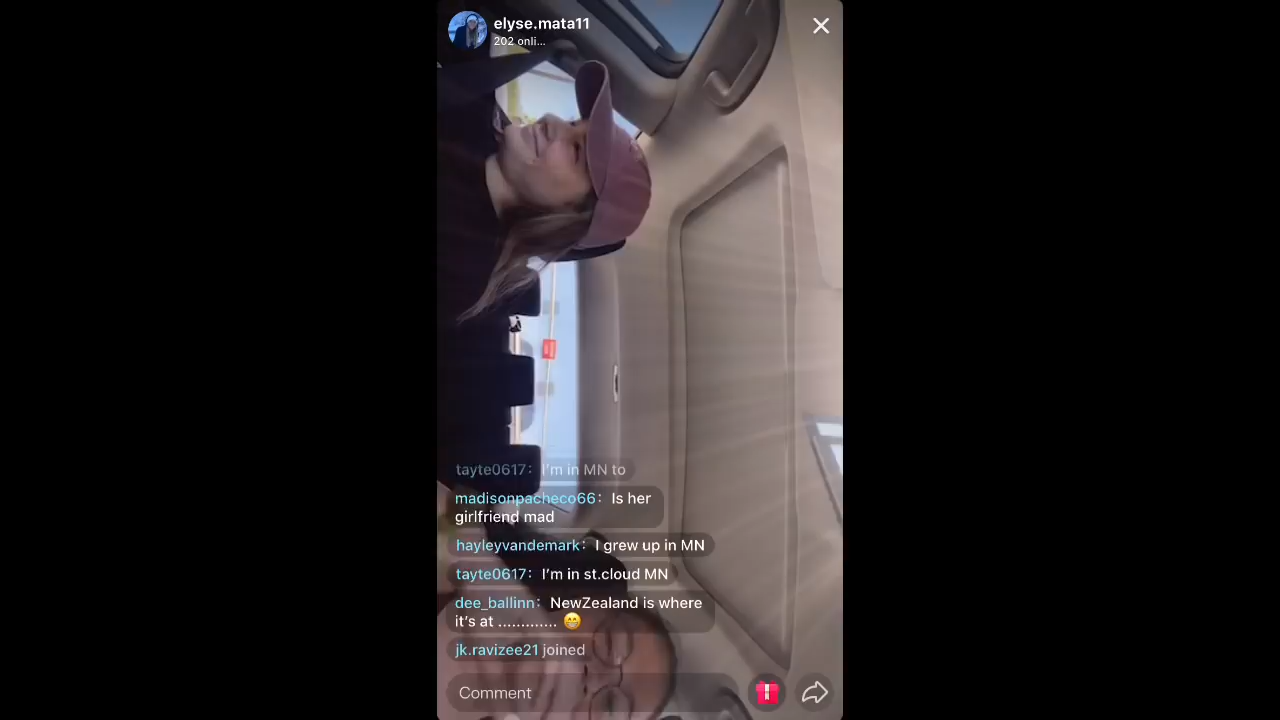 elyse.mata11
202 onli...
tayte0617: I'm in MN to
madisonpacheco66: Is her
girlfriend mad
hayleyvandemark: I grew up in MN
tayte0617: I'm in st.cloud MN
dee_ballinn: NewZealand is where
it's at ............. 😁
jk.ravizee21 joined
Comment